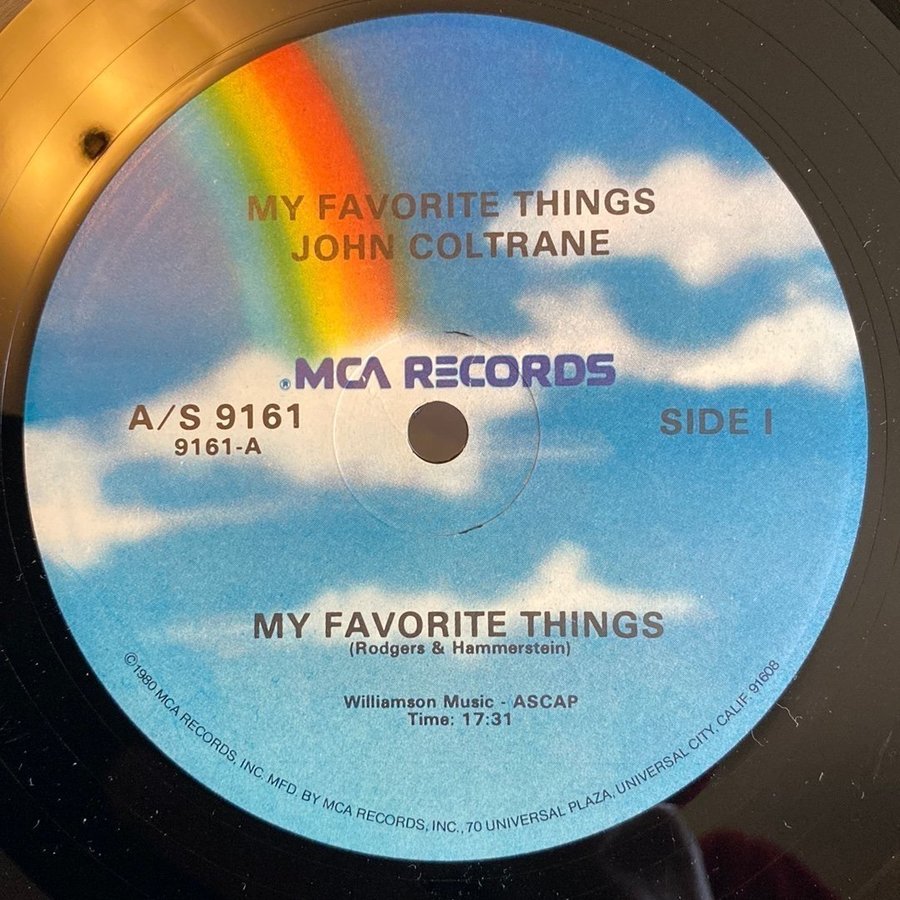 MY FAVORITE THINGS
JOHN COLTRANE
® MCA RECORDS
A/S 9161
9161-A
SIDE I
MY FAVORITE THINGS
(Rodgers & Hammerstein)
Williamson Music - ASCAP
Time: 17:31
©1980 MCA RECORDS, INC. MFD. BY MCA RECORDS, INC., 70 UNIVERSAL PLAZA, UNIVERSAL CITY, CALIF. 91608